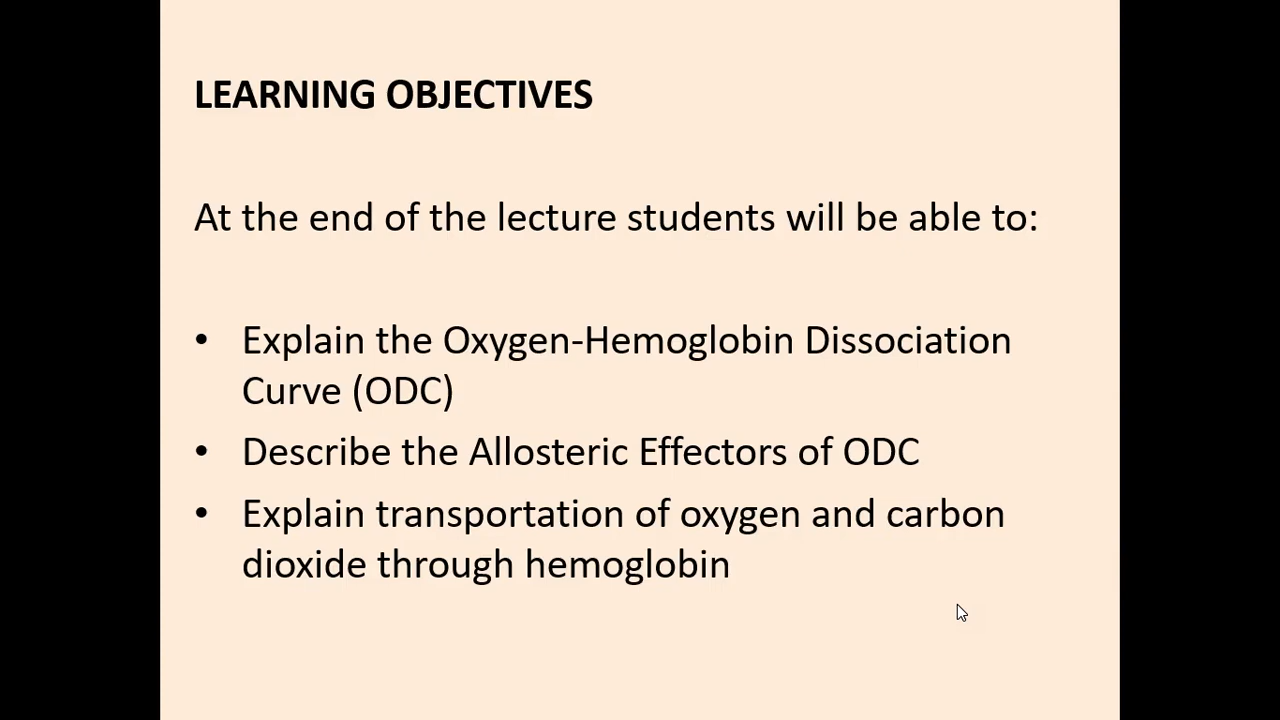 LEARNING OBJECTIVES
At the end of the lecture students will be able to:
• Explain the Oxygen-Hemoglobin Dissociation
Curve (ODC)
• Describe the Allosteric Effectors of ODC
• Explain transportation of oxygen and carbon
dioxide through hemoglobin